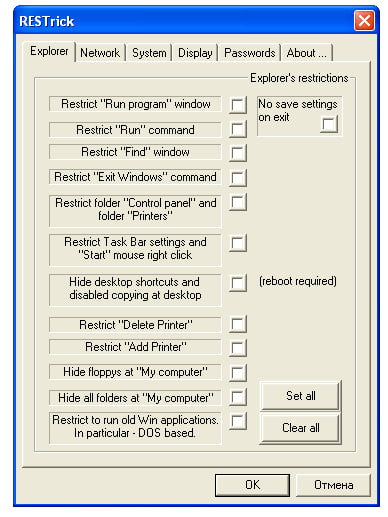 RESTrick
Explorer Network System Display Passwords About ...
Explorer's restrictions
Restrict "Run program" window
No save settings
on exit
Restrict "Run" command
Restrict "Find" window
Restrict "Exit Windows" command
Restrict folder "Control panel" and
folder "Printers"
Restrict Task Bar settings and
"Start" mouse right click
Hide desktop shortcuts and
disabled copying at desktop
(reboot required)
Restrict "Delete Printer"
Restrict "Add Printer"
Hide floppys at "My computer"
Hide all folders at "My computer"
Restrict to run old Win applications.
In particular - DOS based.
Set all
Clear all
OK
Отмена